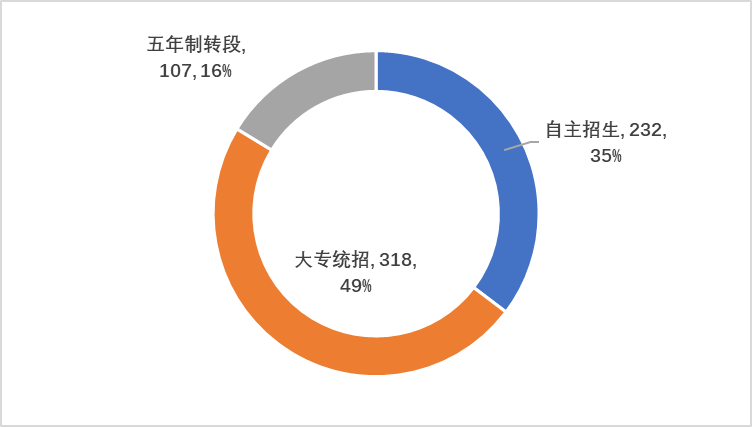 五年制转段,
107, 16%
自主招生, 232,
35%
大专统招, 318,
49%